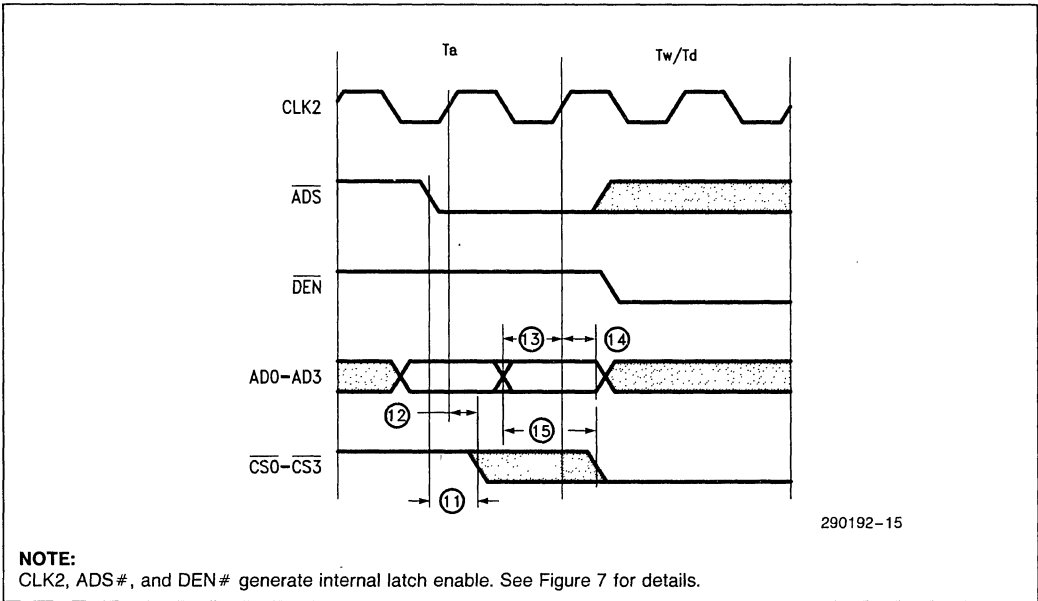 Ta
Tw/Td
CLK2
ADS
DEN
13
14
AD0-AD3
12
15
CS0-CS3
11
290192-15
NOTE:
CLK2, ADS#, and DEN# generate internal latch enable. See Figure 7 for details.